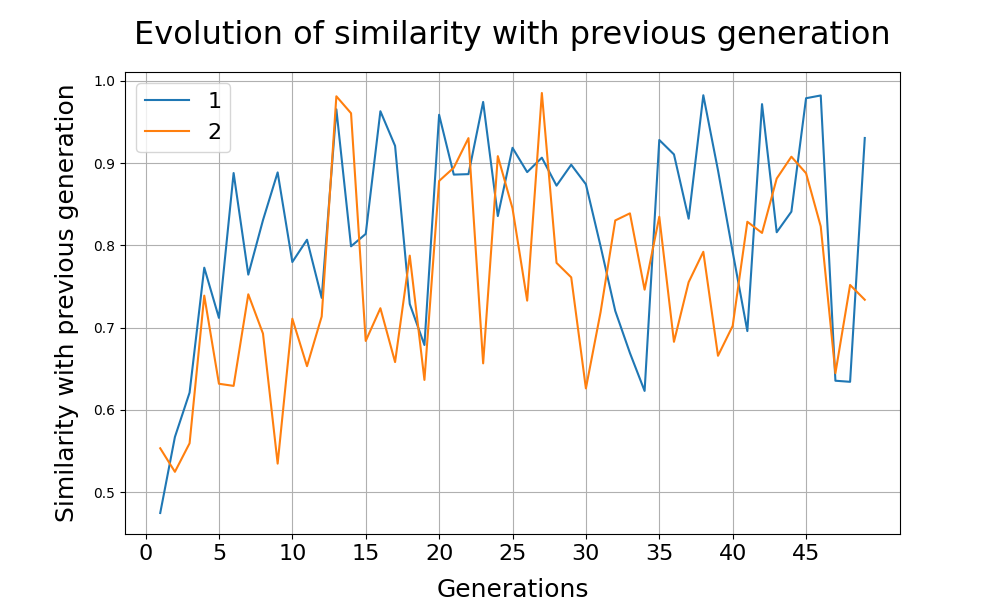 Evolution of similarity with previous generation
1
2
Similarity with previous generation
1.0
0.9
0.8
0.7
0.6
0.5
0 5 10 15 20 25 30 35 40 45
Generations